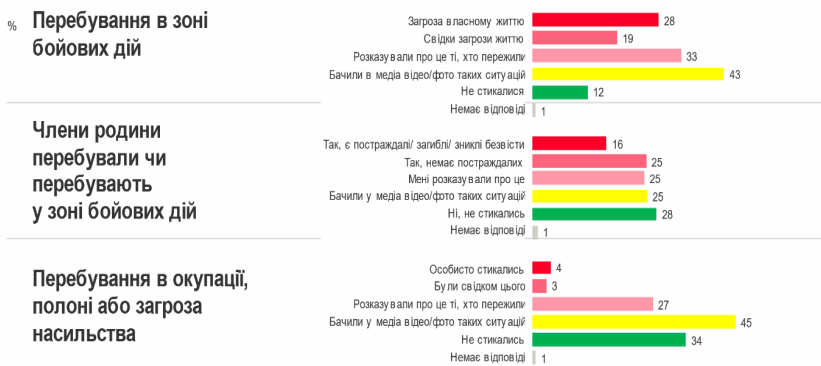 %
Перебування в зоні
бойових дій
Загроза власному життю 28
Свідки загрози життю 19
Розказували про це ті, хто пережили 33
Бачили в медіа відео/фото таких ситуацій 43
Не стикалися 12
Немає відповіді 1
Члени родини
перебували чи
перебувають
у зоні бойових дій
Так, є постраждалі/ загиблі/ зниклі безвісти 16
Так, немає постраждалих 25
Мені розказували про це 25
Бачили у медіа відео/фото таких ситуацій 25
Ні, не стикались 28
Немає відповіді 1
Перебування в окупації,
полоні або загроза
насильства
Особисто стикались 4
Були свідком цього 3
Розказували про це ті, хто пережили 27
Бачили у медіа відео/фото таких ситуацій 45
Не стикались 34
Немає відповіді 1